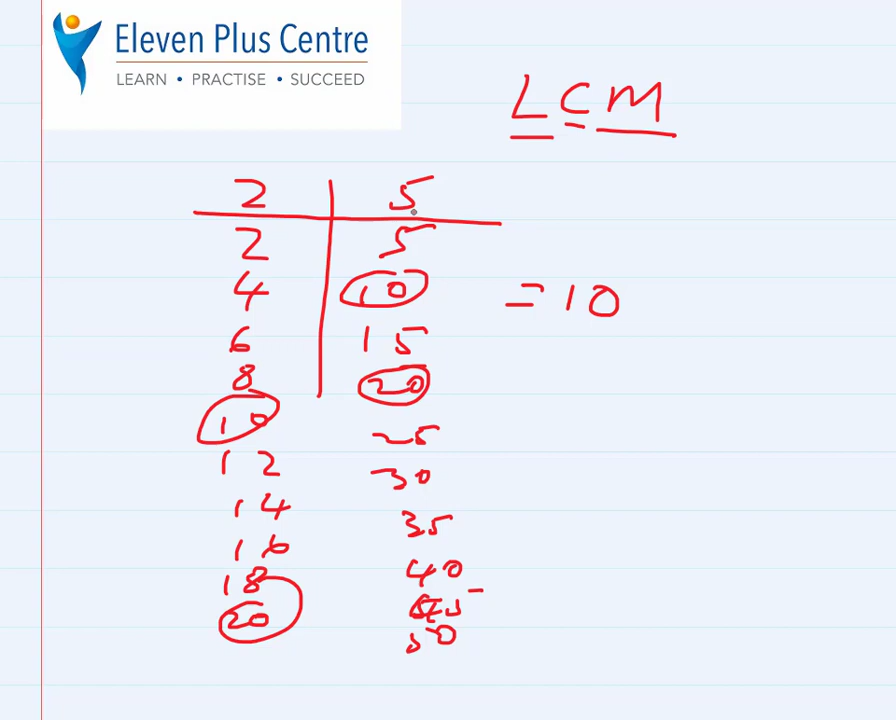 Eleven Plus Centre
LEARN • PRACTISE • SUCCEED
LCM
2 5
2 5
4 10 = 10
6 15
8 20
10 25
12 30
14 35
16 40
18 45
20 50